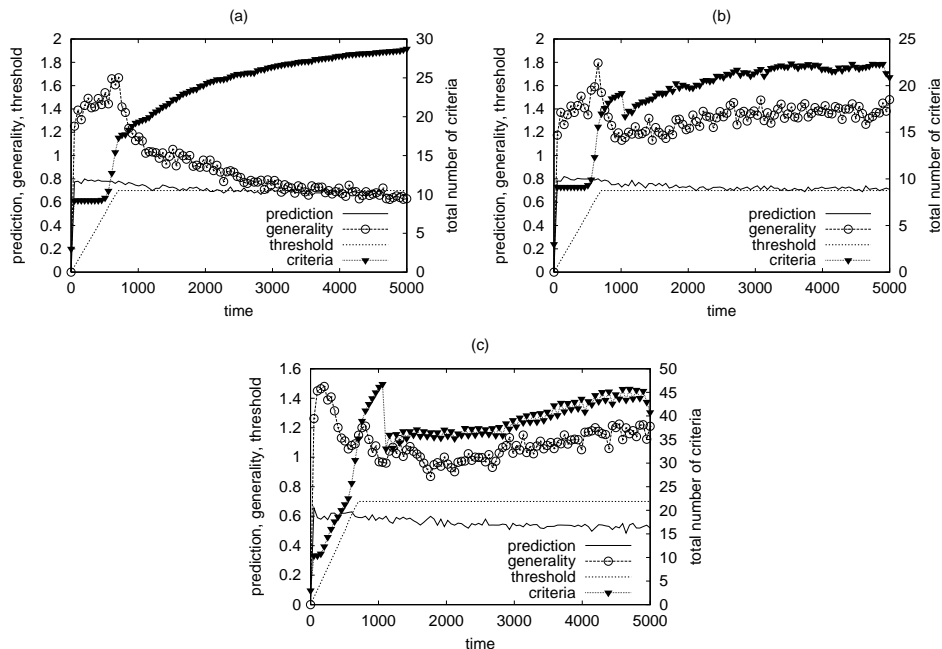 (a)
prediction, generality, threshold
2
1.8
1.6
1.4
1.2
1
0.8
0.6
0.4
0.2
0
30
25
20
15
10
5
0
total number of criteria
prediction
generality
threshold
criteria
0 1000 2000 3000 4000 5000
time
(b)
prediction, generality, threshold
2
1.8
1.6
1.4
1.2
1
0.8
0.6
0.4
0.2
0
25
20
15
10
5
0
total number of criteria
prediction
generality
threshold
criteria
0 1000 2000 3000 4000 5000
time
(c)
prediction, generality, threshold
1.6
1.4
1.2
1
0.8
0.6
0.4
0.2
0
50
45
40
35
30
25
20
15
10
5
0
total number of criteria
prediction
generality
threshold
criteria
0 1000 2000 3000 4000 5000
time